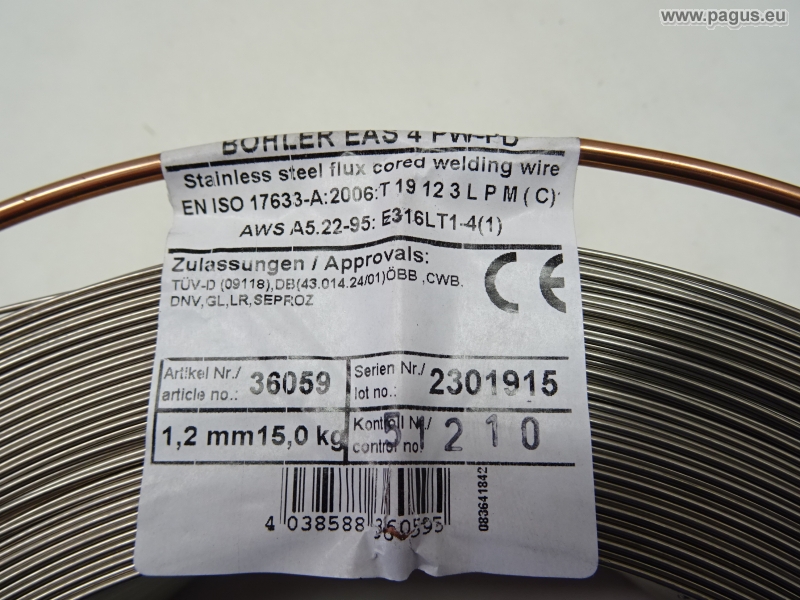 www.pagus.eu
BÖHLER EAS 4 PW-FD
Stainless steel flux cored welding wire
EN ISO 17633-A:2006:T 19 12 3 L P M ( C)
AWS A5.22-95: E316LT1-4(1)
Zulassungen / Approvals:
TÜV-D (09118),DB(43.014.24/01)ÖBB ,CWB.
DNV,GL,LR,SEPROZ
CE
Artikel Nr./
article no.: 36059
Serien Nr./
lot no.: 2301915
1,2 mm15,0 kg
Kontroll Nr./
control no. 51210
4 038588 360595
083641842